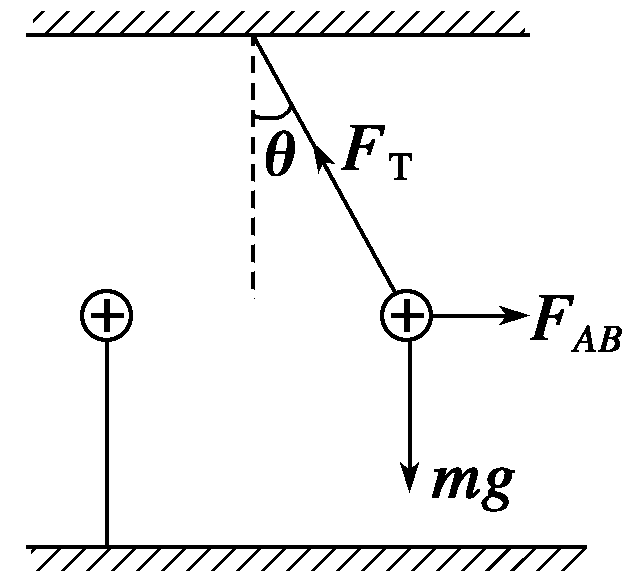 θ
F_T
+
+
F_AB
mg